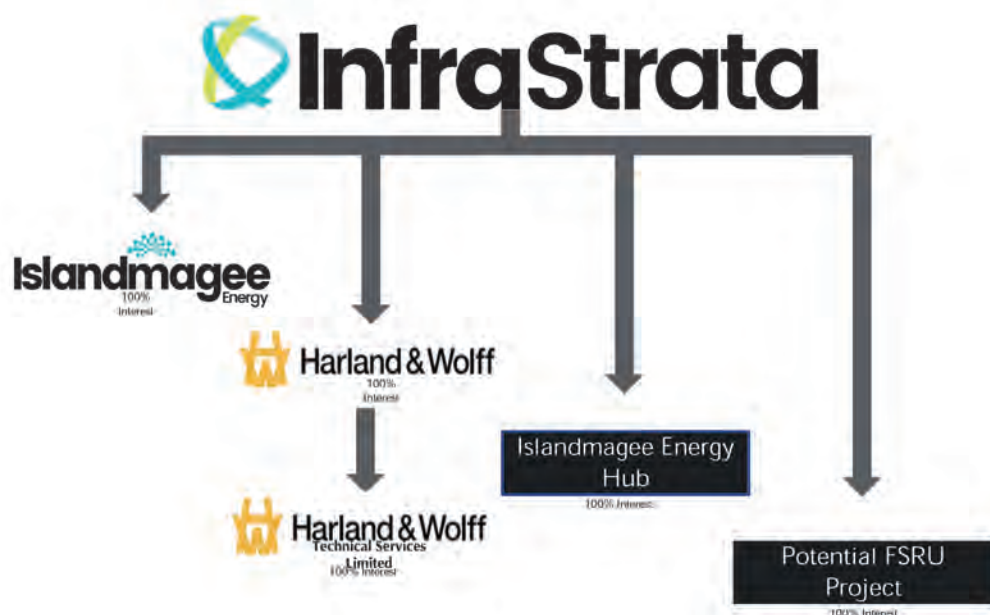 InfraStrata
Islandmagee
Energy
100%
Interest
Harland & Wolff
100%
Interest
Harland & Wolff
Technical Services
Limited
100% Interest
Islandmagee Energy
Hub
100% Interest
Potential FSRU
Project
100% Interest